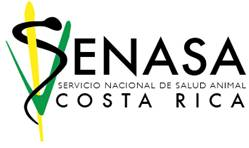 SENASA
SERVICIO NACIONAL DE SALUD ANIMAL
COSTA RICA